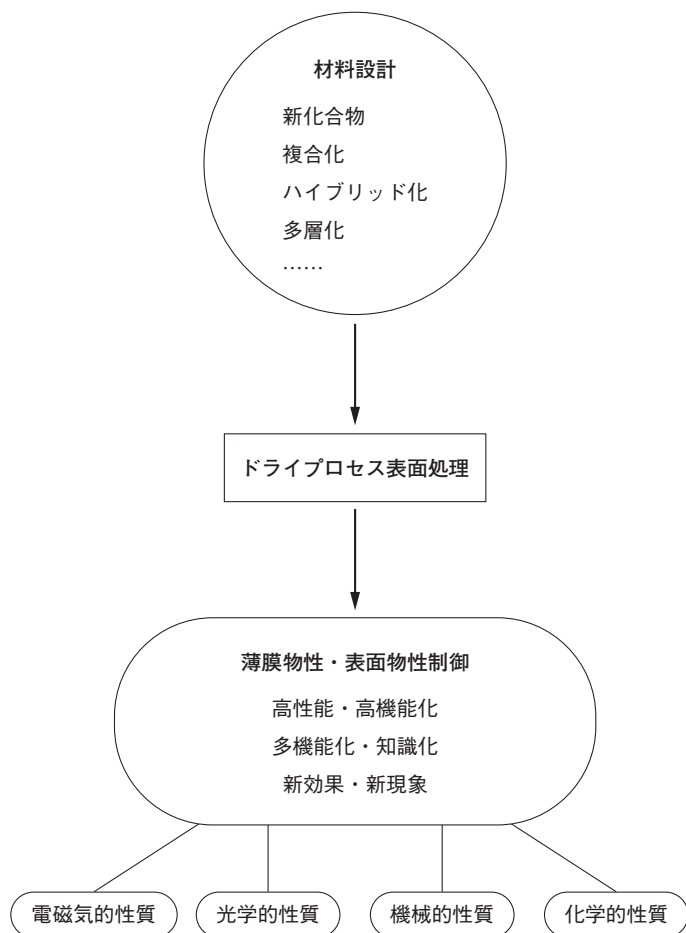 材料設計
新化合物
複合化
ハイブリッド化
多層化
……
ドライプロセス表面処理
薄膜物性・表面物性制御
高性能・高機能化
多機能化・知識化
新効果・新現象
電磁気的性質
光学的性質
機械的性質
化学的性質